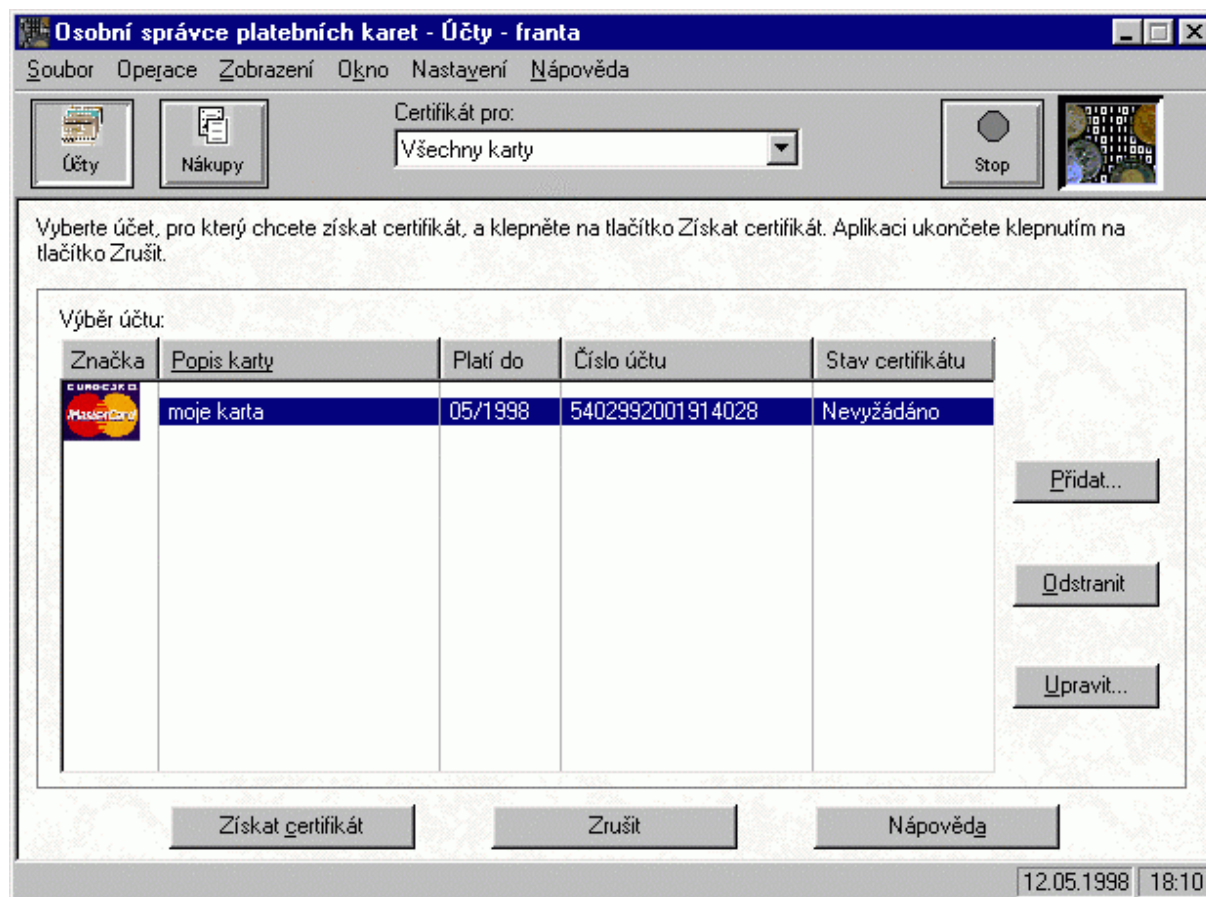 Osobní správce platebních karet - Účty - franta
Soubor Operace Zobrazení Okno Nastavení Nápověda
Certifikát pro:
Účty Nákupy Všechny karty Stop
Vyberte účet, pro který chcete získat certifikát, a klepněte na tlačítko Získat certifikát. Aplikaci ukončete klepnutím na
tlačítko Zrušit.
Výběr účtu:
Značka Popis karty Platí do Číslo účtu Stav certifikátu
EUROCARD
MasterCard moje karta 05/1998 5402992001914028 Nevyžádáno
Přidat...
Odstranit
Upravit...
Získat certifikát Zrušit Nápověda
12.05.1998 18:10